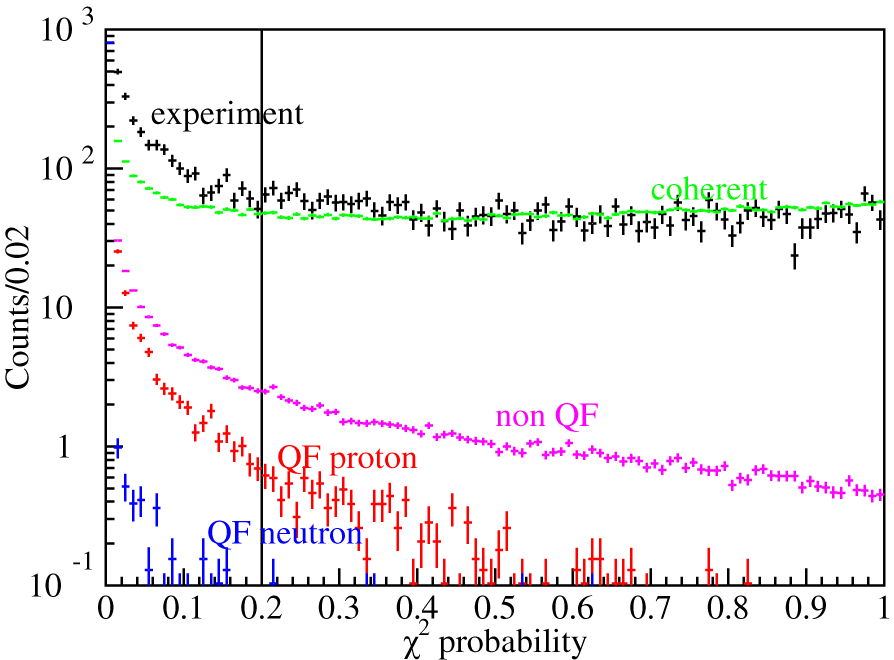 10 3
experiment
10 2
coherent
Counts/0.02
10
non QF
1
QF proton
QF neutron
10 -1
0 0.1 0.2 0.3 0.4 0.5 0.6 0.7 0.8 0.9 1
χ2 probability